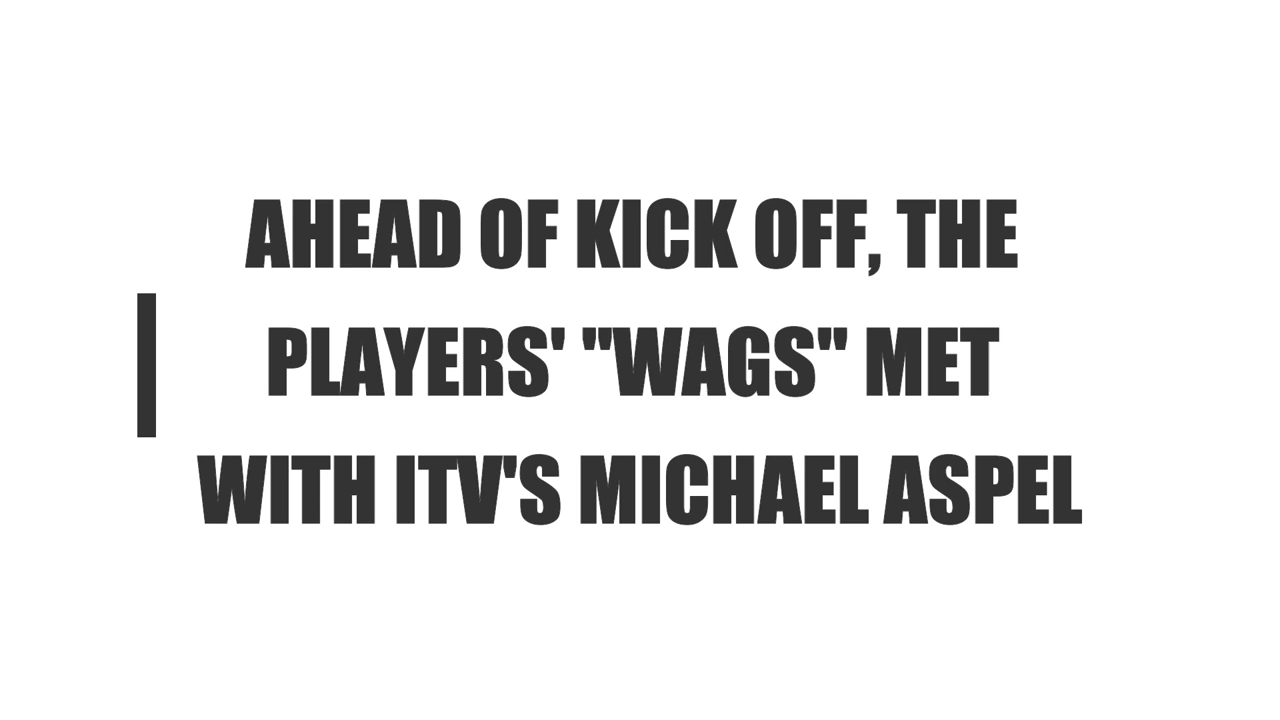 AHEAD OF KICK OFF, THE
PLAYERS' "WAGS" MET
WITH ITV'S MICHAEL ASPEL